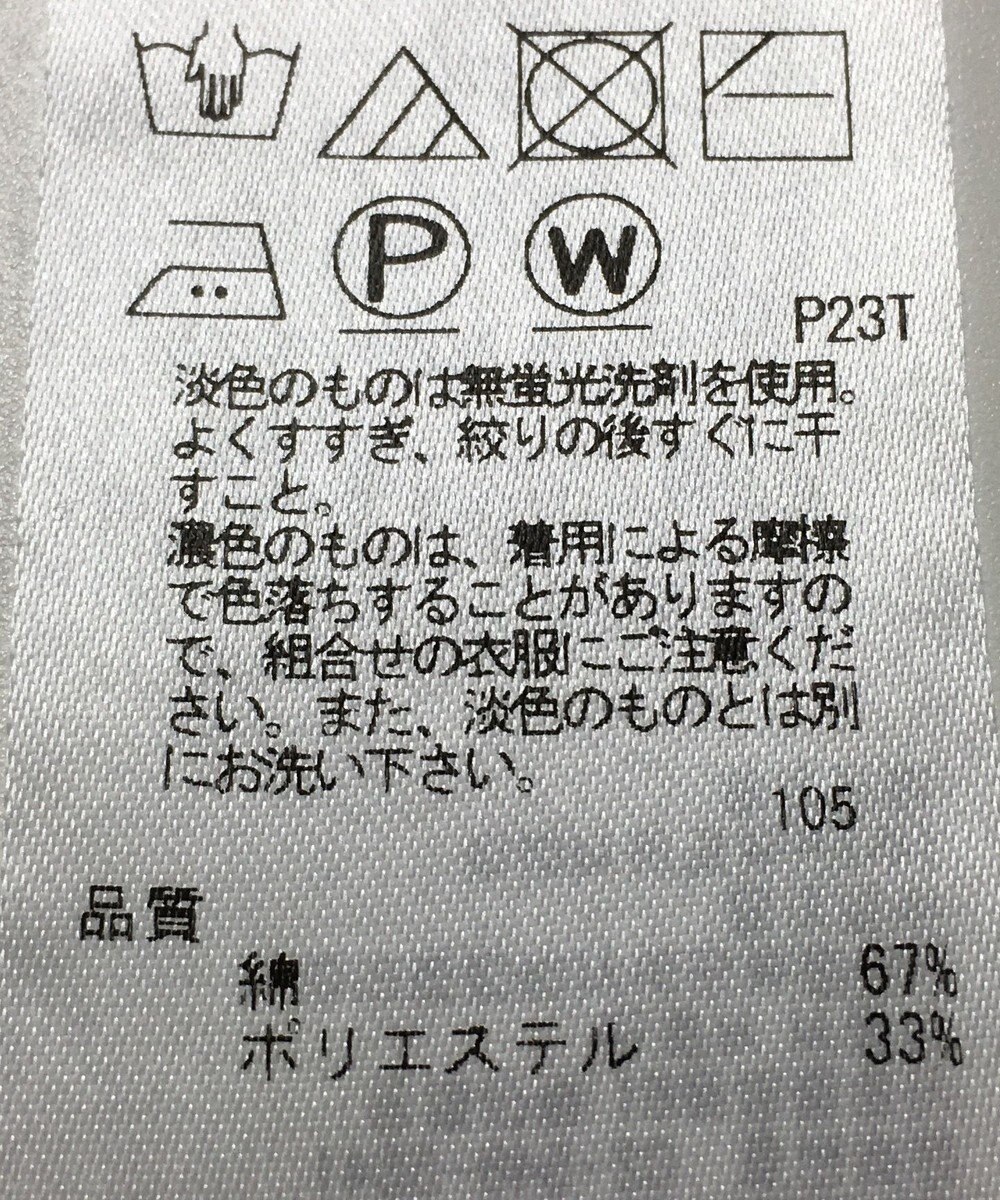 P
W
P23T
淡色のものは無蛍光洗剤を使用。
よくすすぎ、絞りの後すぐに干
すこと。
濃色のものは、着用による摩擦
で色落ちすることがありますの
で、組合せの衣服にご注意くだ
さい。また、淡色のものとは別
にお洗い下さい。
105
品質
綿 67%
ポリエステル 33%